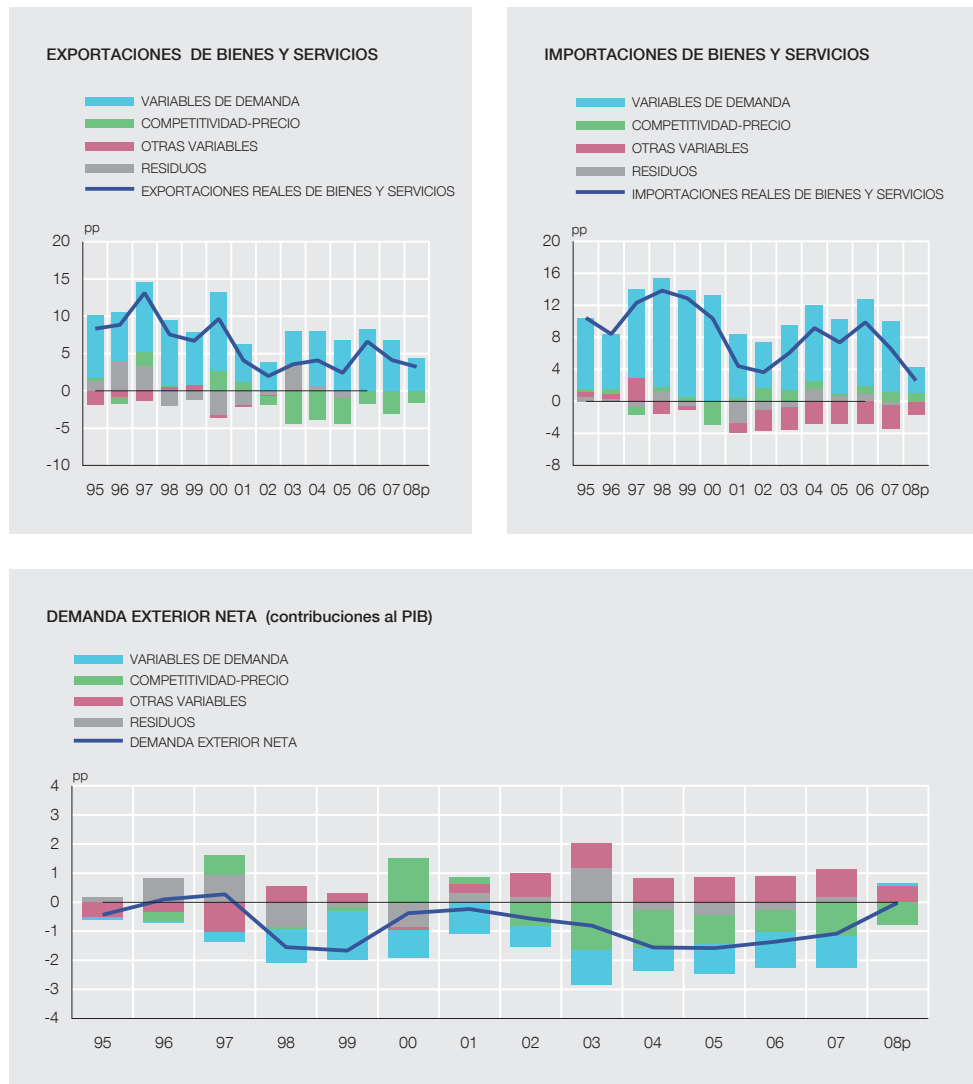 EXPORTACIONES DE BIENES Y SERVICIOS
VARIABLES DE DEMANDA
COMPETITIVIDAD-PRECIO
OTRAS VARIABLES
RESIDUOS
EXPORTACIONES REALES DE BIENES Y SERVICIOS
pp
20
15
10
5
0
-5
-10
95 96 97 98 99 00 01 02 03 04 05 06 07 08p
IMPORTACIONES DE BIENES Y SERVICIOS
VARIABLES DE DEMANDA
COMPETITIVIDAD-PRECIO
OTRAS VARIABLES
RESIDUOS
IMPORTACIONES REALES DE BIENES Y SERVICIOS
pp
20
16
12
8
4
0
-4
-8
95 96 97 98 99 00 01 02 03 04 05 06 07 08p
DEMANDA EXTERIOR NETA (contribuciones al PIB)
VARIABLES DE DEMANDA
COMPETITIVIDAD-PRECIO
OTRAS VARIABLES
RESIDUOS
DEMANDA EXTERIOR NETA
pp
4
3
2
1
0
-1
-2
-3
-4
95 96 97 98 99 00 01 02 03 04 05 06 07 08p